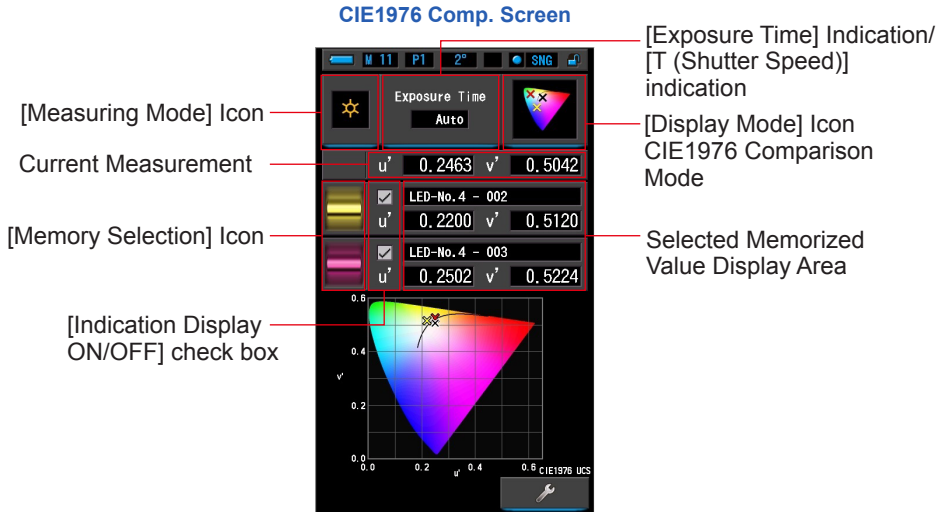 CIE1976 Comp. Screen
[Exposure Time] Indication/
[T (Shutter Speed)]
indication
[Measuring Mode] Icon
Current Measurement
[Memory Selection] Icon
[Indication Display
ON/OFF] check box
M 11 P1 2° SNG
Exposure Time
Auto
u' 0.2463 v' 0.5042
LED-No.4 - 002
u' 0.2200 v' 0.5120
LED-No.4 - 003
u' 0.2502 v' 0.5224
0.6
0.4
v'
0.2
0.0
0.0 0.2 u' 0.4 0.6 CIE1976 UCS
[Display Mode] Icon
CIE1976 Comparison
Mode
Selected Memorized
Value Display Area